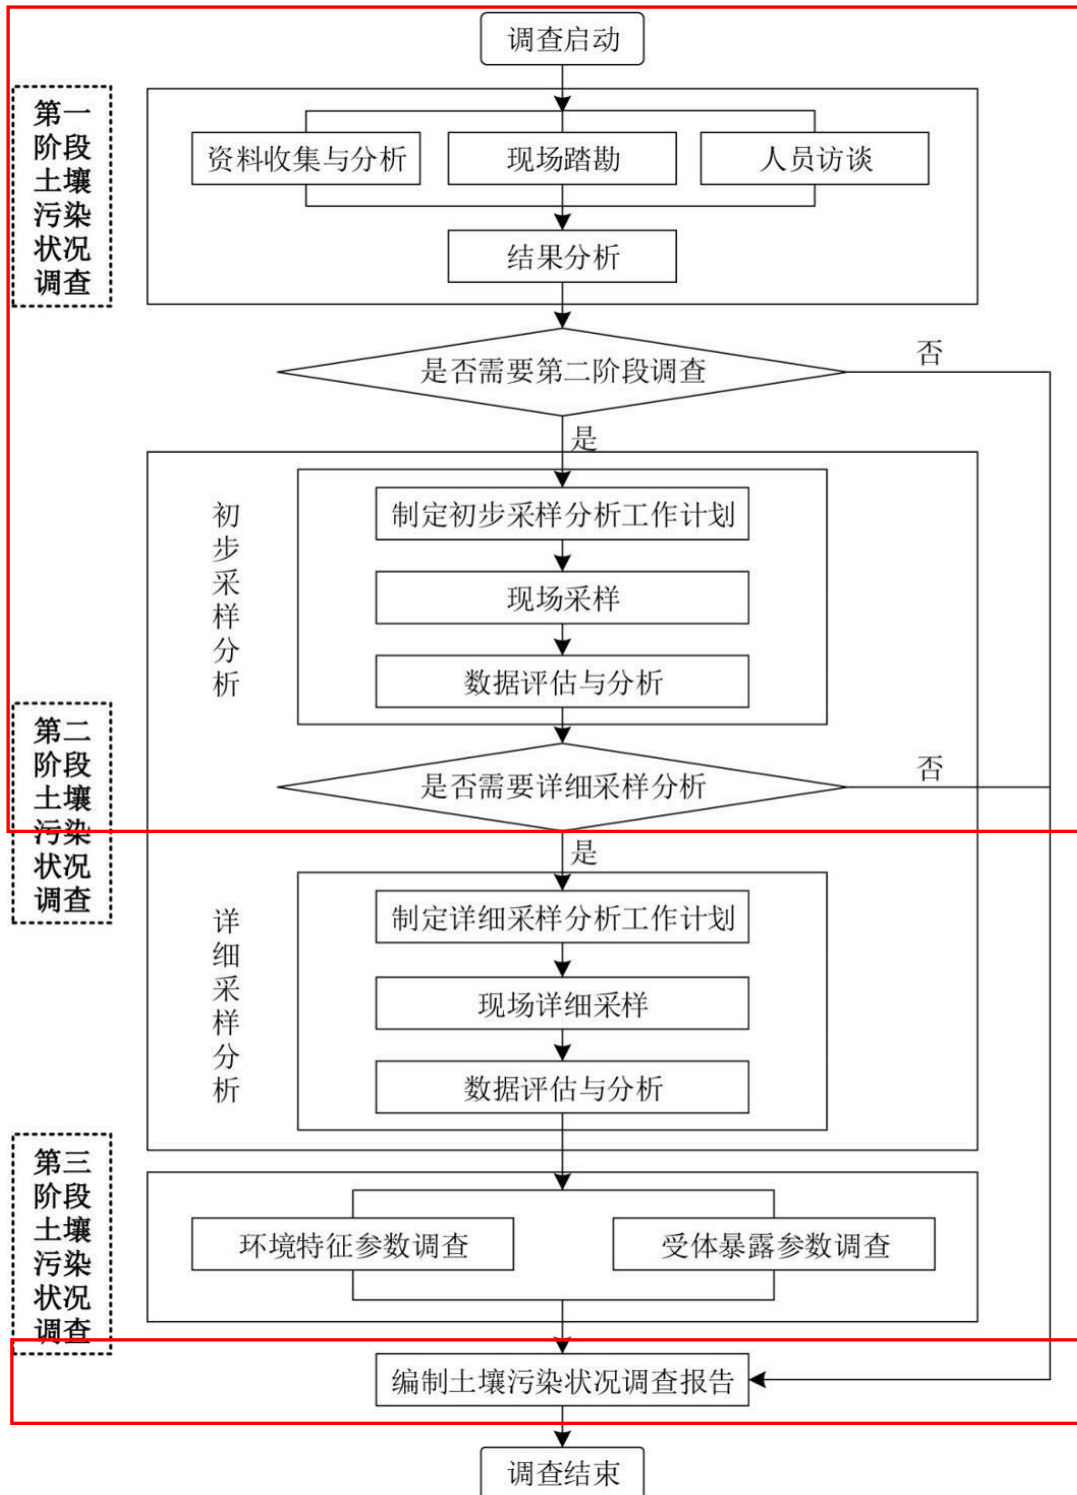 调查启动
第一
阶段
土壤
污染
状况
调查
资料收集与分析
现场踏勘
人员访谈
结果分析
是否需要第二阶段调查
否
是
初
步
采
样
分
析
制定初步采样分析工作计划
现场采样
数据评估与分析
第二
阶段
土壤
污染
状况
调查
是否需要详细采样分析
否
是
详
细
采
样
分
析
制定详细采样分析工作计划
现场详细采样
数据评估与分析
第三
阶段
土壤
污染
状况
调查
环境特征参数调查
受体暴露参数调查
编制土壤污染状况调查报告
调查结束